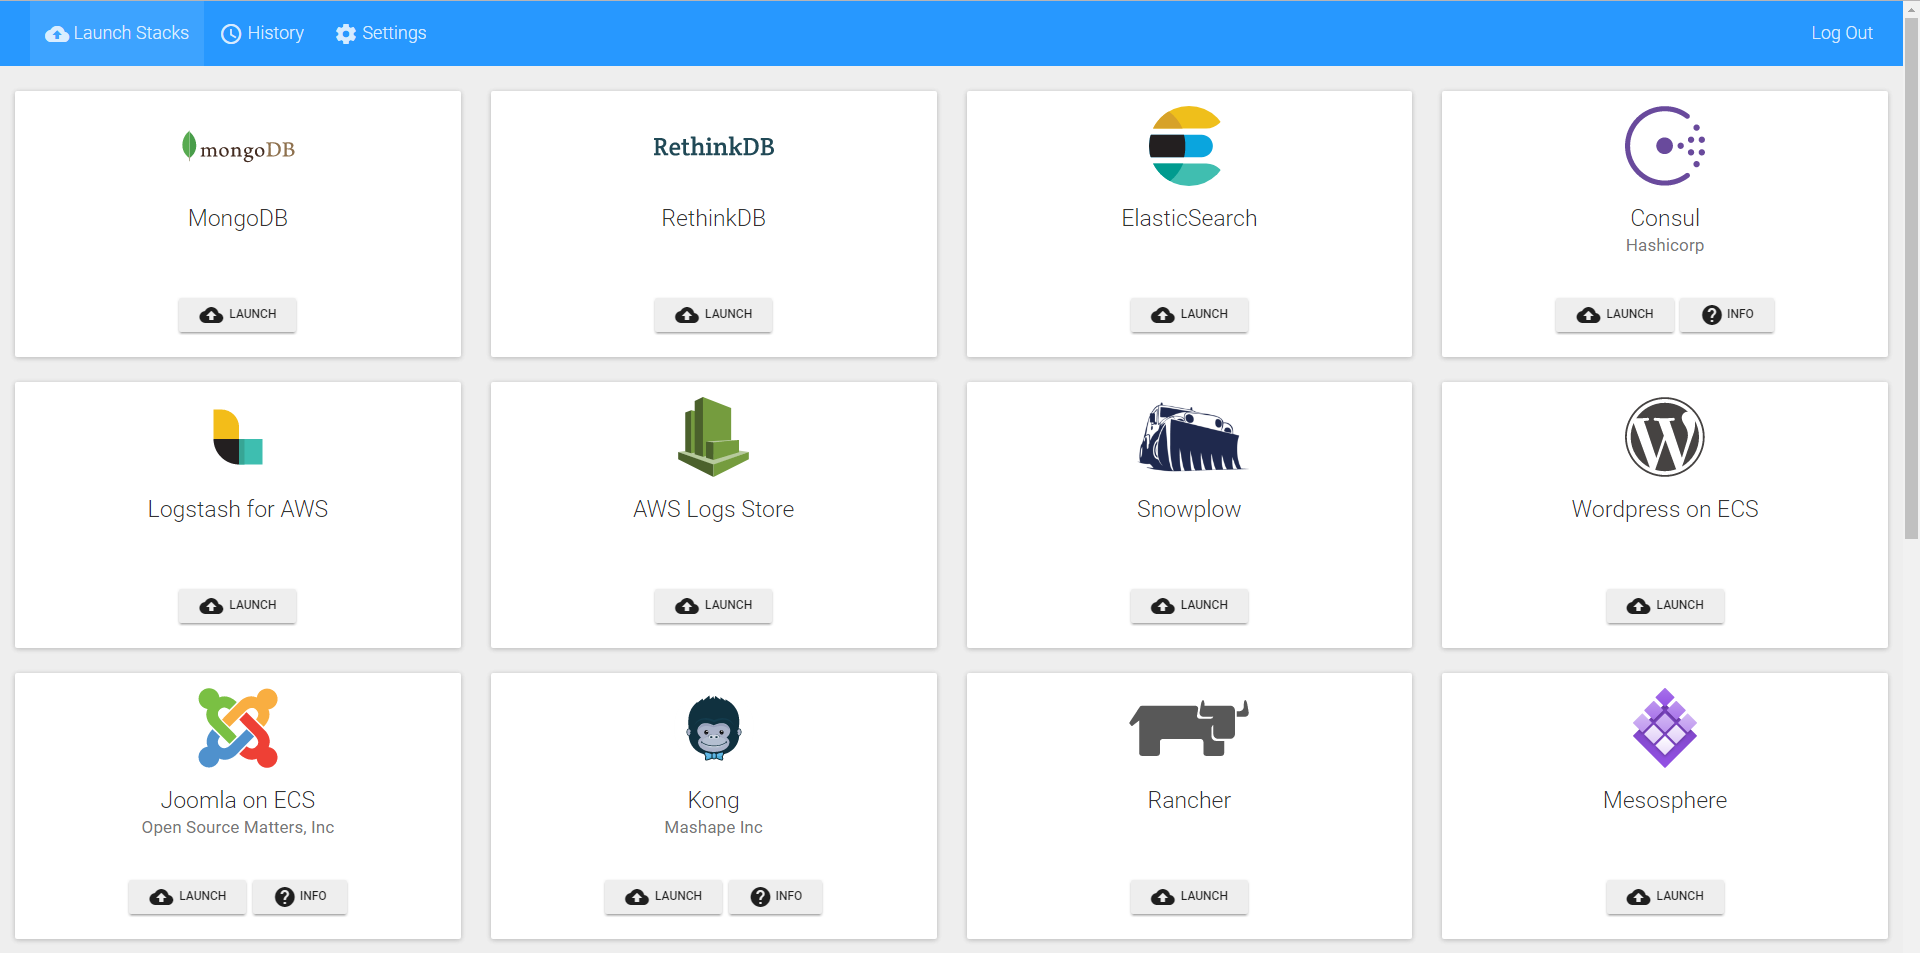 Launch Stacks
History
Settings
Log Out
mongoDB
RethinkDB
MongoDB
RethinkDB
ElasticSearch
Consul
Hashicorp
LAUNCH
LAUNCH
LAUNCH
LAUNCH
INFO
Logstash for AWS
AWS Logs Store
Snowplow
Wordpress on ECS
LAUNCH
LAUNCH
LAUNCH
LAUNCH
Joomla on ECS
Kong
Rancher
Mesosphere
Open Source Matters, Inc
Mashape Inc
LAUNCH
INFO
LAUNCH
INFO
LAUNCH
LAUNCH